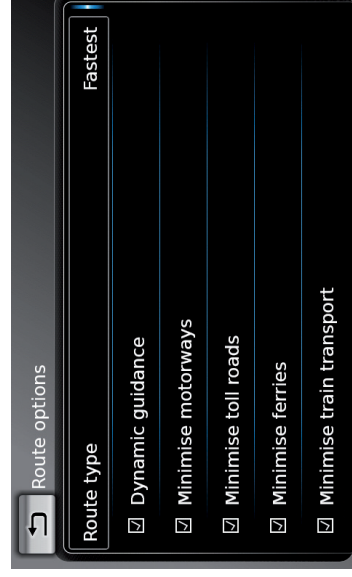 Route options
Route type Fastest
Dynamic guidance
Minimise motorways
Minimise toll roads
Minimise ferries
Minimise train transport